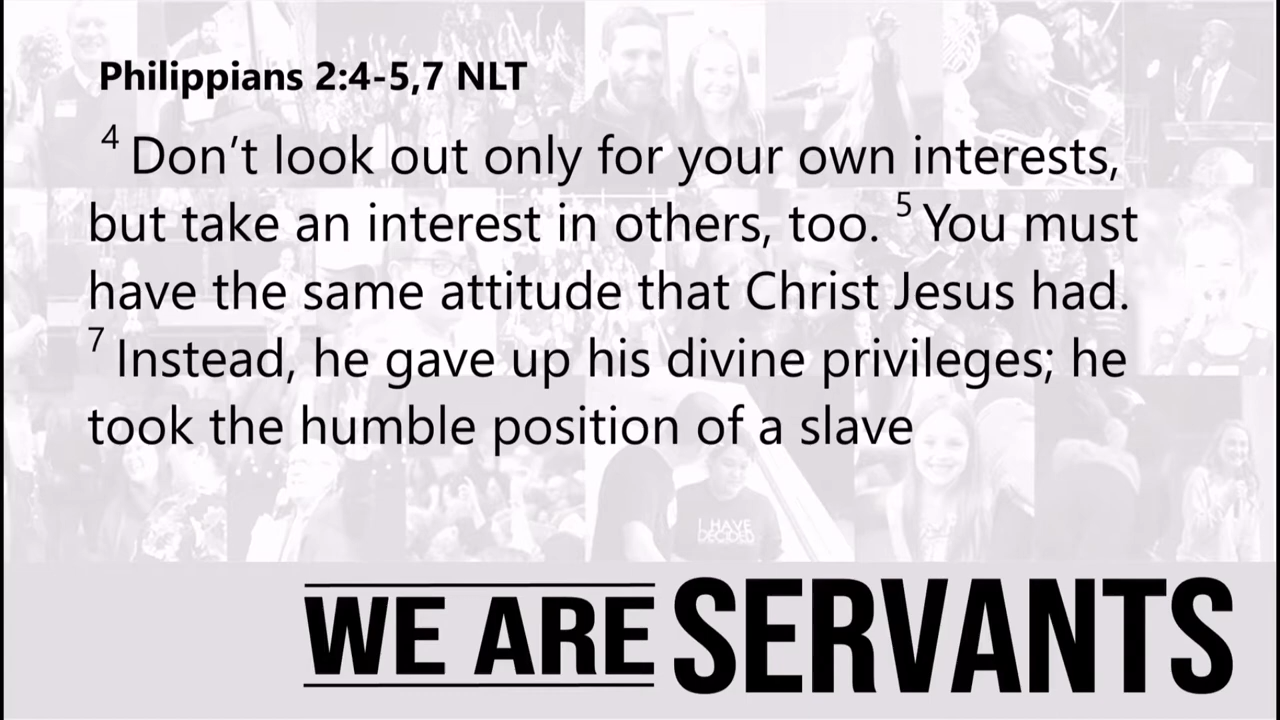 Philippians 2:4-5,7 NLT
4 Don’t look out only for your own interests,
but take an interest in others, too. 5 You must
have the same attitude that Christ Jesus had.
7 Instead, he gave up his divine privileges; he
took the humble position of a slave
I HAVE
DECIDED
WE ARE SERVANTS